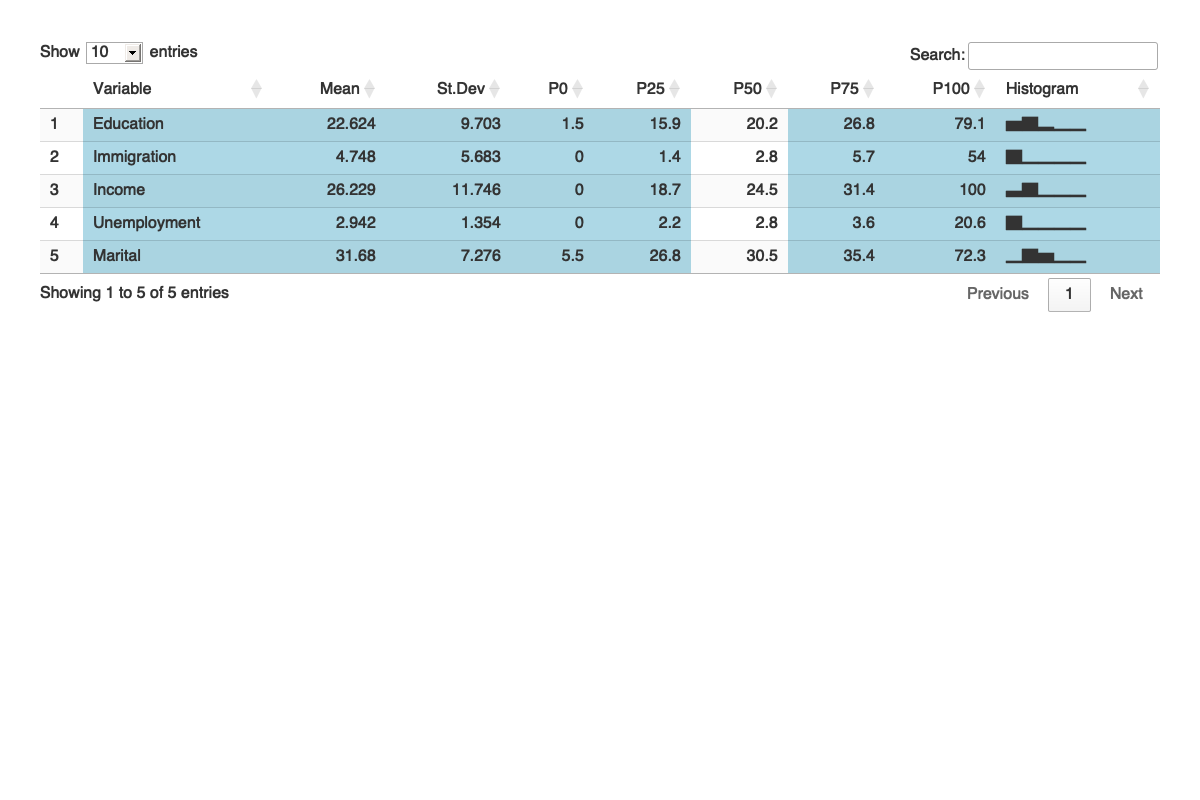 Show 10 entries Search:
Variable Mean St.Dev P0 P25 P50 P75 P100 Histogram
1 Education 22.624 9.703 1.5 15.9 20.2 26.8 79.1
2 Immigration 4.748 5.683 0 1.4 2.8 5.7 54
3 Income 26.229 11.746 0 18.7 24.5 31.4 100
4 Unemployment 2.942 1.354 0 2.2 2.8 3.6 20.6
5 Marital 31.68 7.276 5.5 26.8 30.5 35.4 72.3
Showing 1 to 5 of 5 entries Previous 1 Next